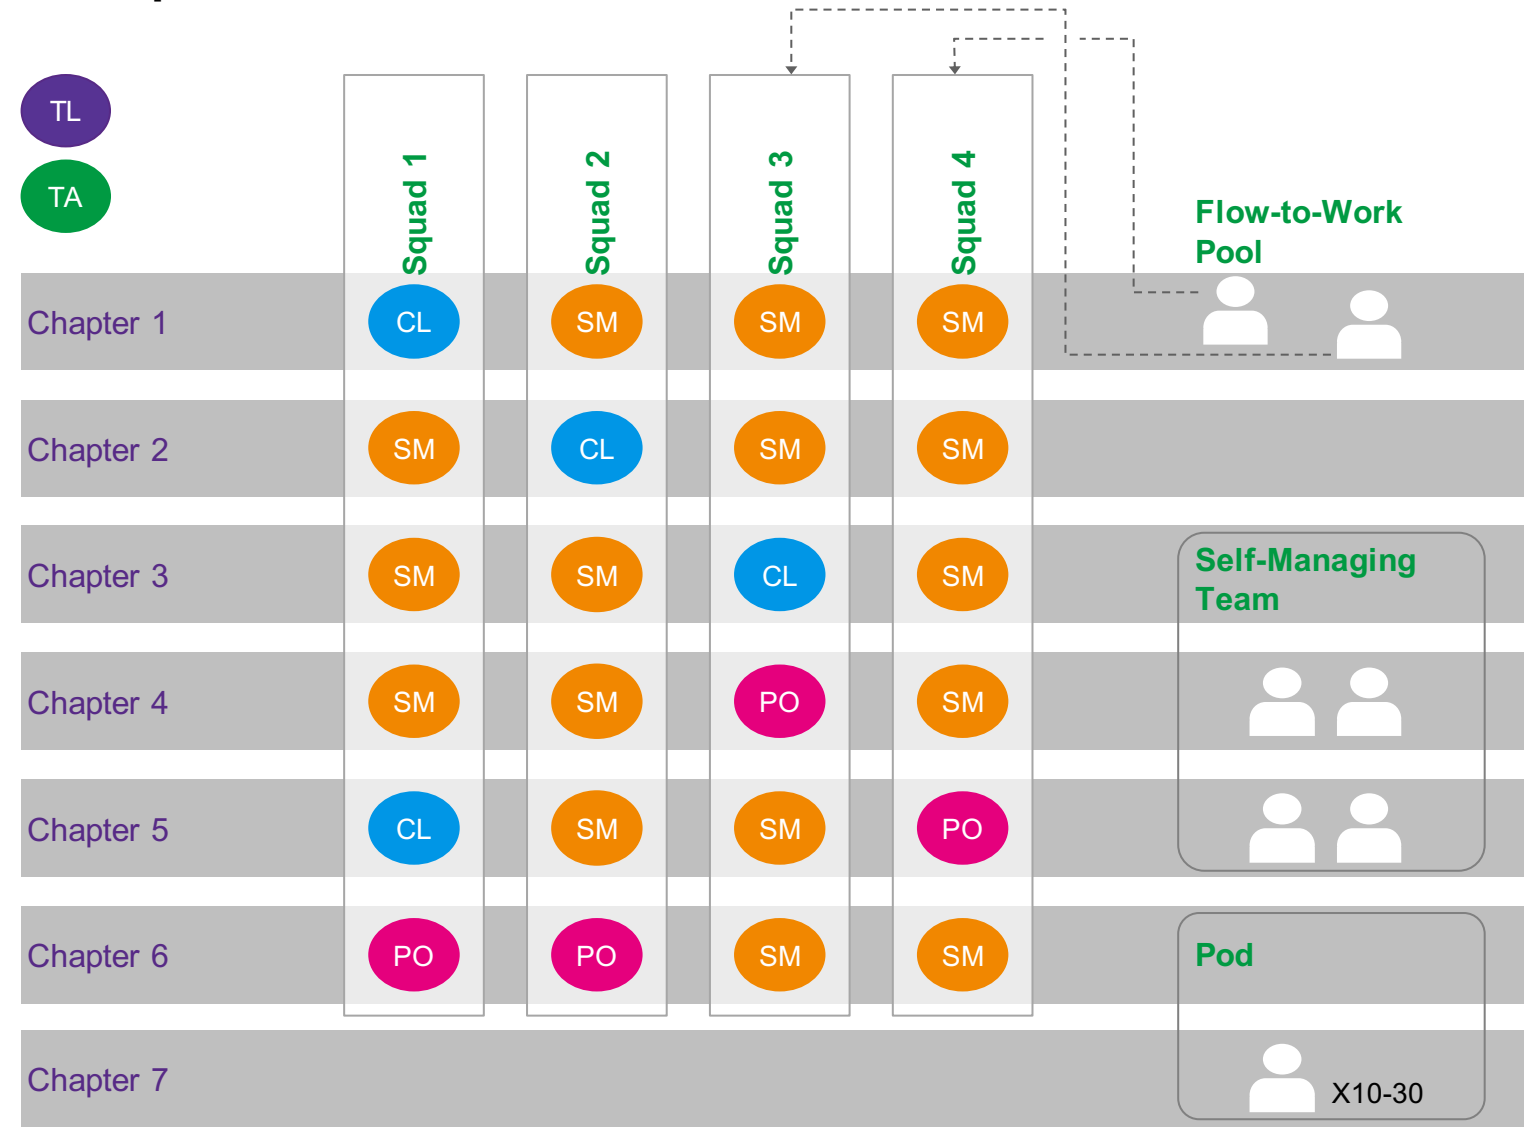 TL
TA
Squad 1
Squad 2
Squad 3
Squad 4
Flow-to-Work
Pool
Chapter 1
CL
SM
SM
SM
Chapter 2
SM
CL
SM
SM
Chapter 3
SM
SM
CL
SM
Self-Managing
Team
Chapter 4
SM
SM
PO
SM
Chapter 5
CL
SM
SM
PO
Chapter 6
PO
PO
SM
SM
Pod
Chapter 7
X10-30